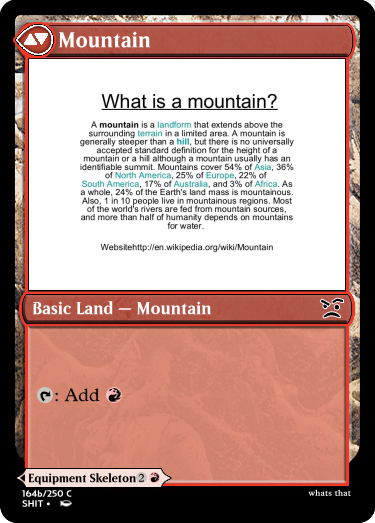 Mountain
What is a mountain?
A mountain is a landform that extends above the
surrounding terrain in a limited area. A mountain is
generally steeper than a hill, but there is no universally
accepted standard definition for the height of a
mountain or a hill although a mountain usually has an
identifiable summit. Mountains cover 54% of Asia, 36%
of North America, 25% of Europe, 22% of
South America, 17% of Australia, and 3% of Africa. As
a whole, 24% of the Earth's land mass is mountainous.
Also, 1 in 10 people live in mountainous regions. Most
of the world's rivers are fed from mountain sources,
and more than half of humanity depends on mountains
for water.
Websitehttp://en.wikipedia.org/wiki/Mountain
Basic Land — Mountain
: Add
Equipment Skeleton 2
164b/250 C
SHIT •
whats that